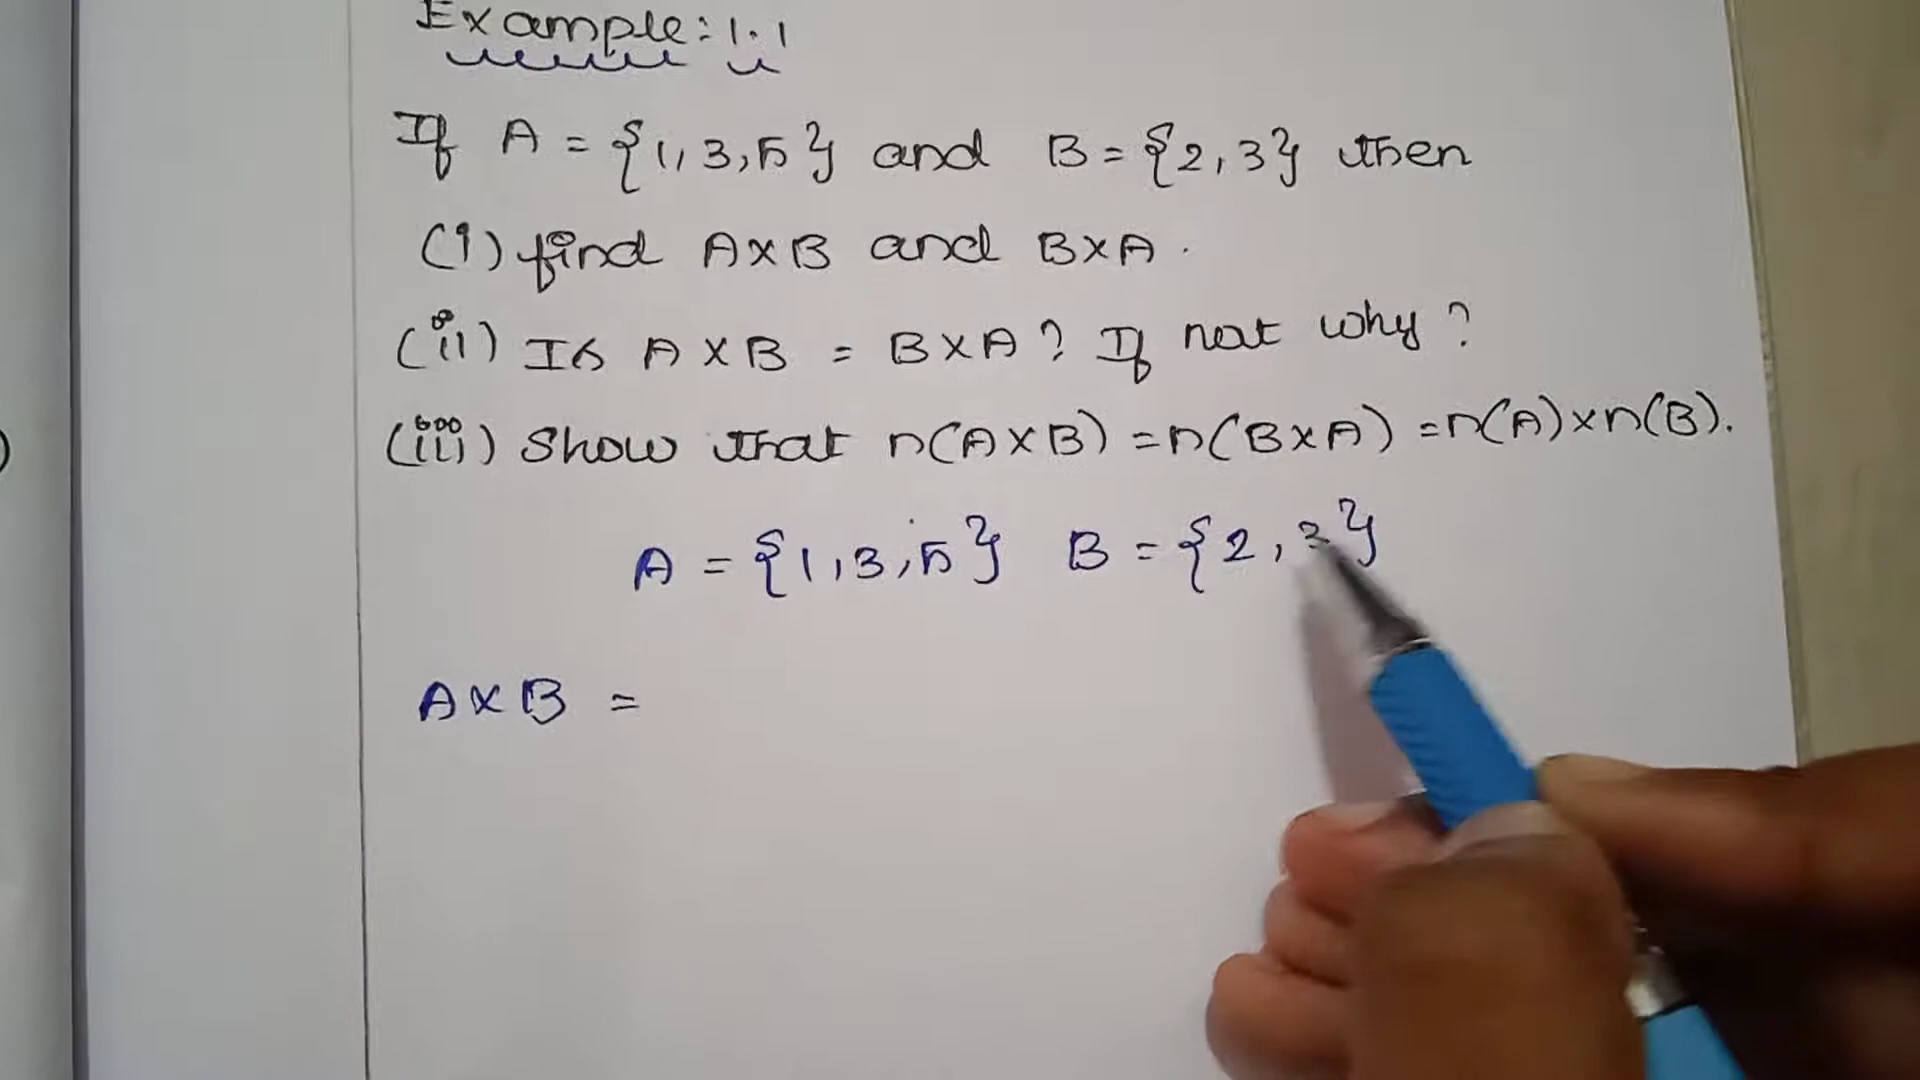 Example: 1.1
If A = {1, 3, 5} and B = {2, 3} then
(i) find A×B and B×A.
(ii) Is A×B = B×A? If not why?
(iii) Show that n(A×B) = n(B×A) = n(A)×n(B).
A = {1, 3, 5} B = {2, 3}
A×B =